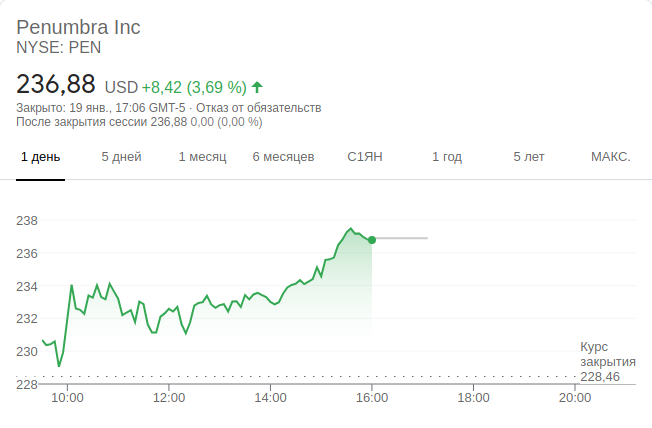 Penumbra Inc
NYSE: PEN
236,88 USD +8,42 (3,69 %)
Закрыто: 19 янв., 17:06 GMT-5 · Отказ от обязательств
После закрытия сессии 236,88 0,00 (0,00 %)
1 день 5 дней 1 месяц 6 месяцев С1ЯН 1 год 5 лет МАКС.
238
236
234
232
230
228
Курс
закрытия
228,46
10:00 12:00 14:00 16:00 18:00 20:00